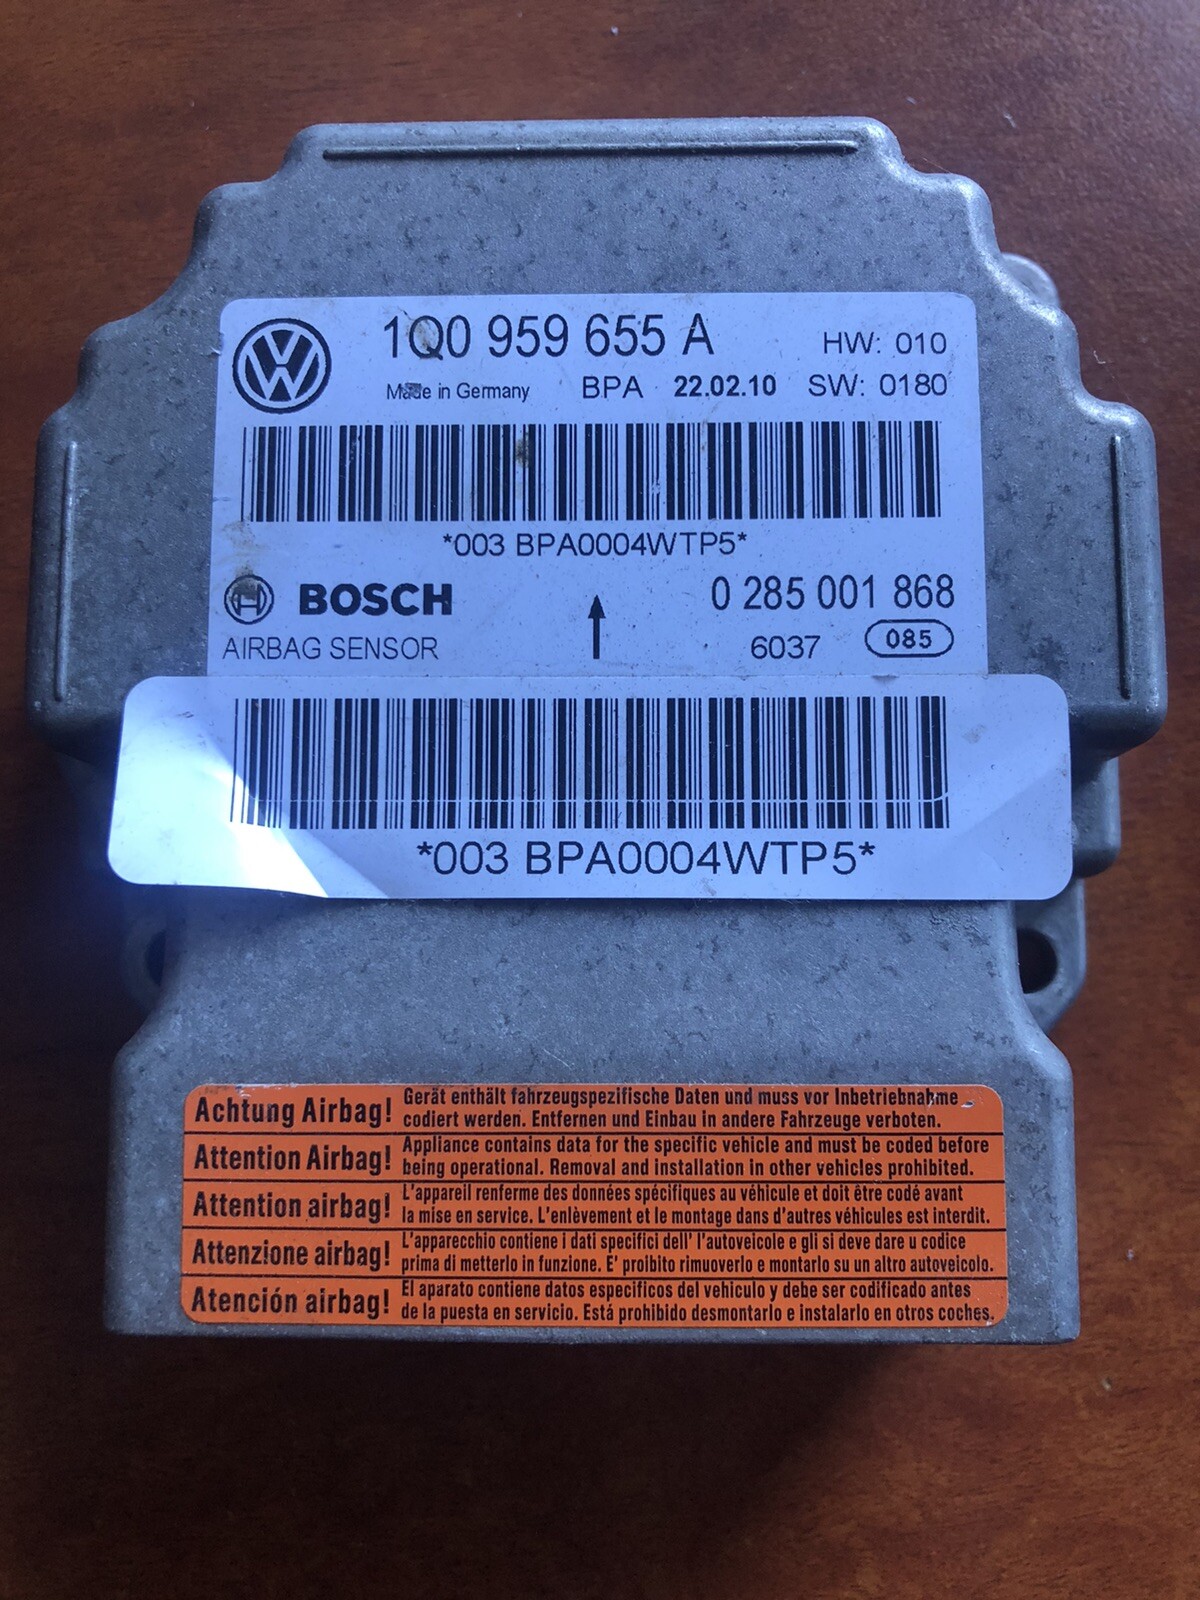 1Q0 959 655 A HW: 010
Made in Germany BPA 22.02.10 SW: 0180
*003 BPA0004WTP5*
BOSCH 0 285 001 868
AIRBAG SENSOR 6037 085
*003 BPA0004WTP5*
Achtung Airbag! Gerät enthält fahrzeugspezifische Daten und muss vor Inbetriebnahme
codiert werden. Entfernen und Einbau in andere Fahrzeuge verboten.
Attention Airbag! Appliance contains data for the specific vehicle and must be coded before
being operational. Removal and installation in other vehicles prohibited.
Attention airbag! L'appareil renferme des données spécifiques au véhicule et doit être codé avant
la mise en service. L'enlèvement et le montage dans d'autres véhicules est interdit.
Attenzione airbag! L'apparecchio contiene i dati specifici dell' l'autoveicole e gli si deve dare u codice
prima di metterlo in funzione. E' proibito rimuoverlo e montarlo su un altro autoveicolo.
Atención airbag! El aparato contiene datos especificos del vehiculo y debe ser codificado antes
de la puesta en servicio. Está prohibido desmontarlo e instalarlo en otros coches.